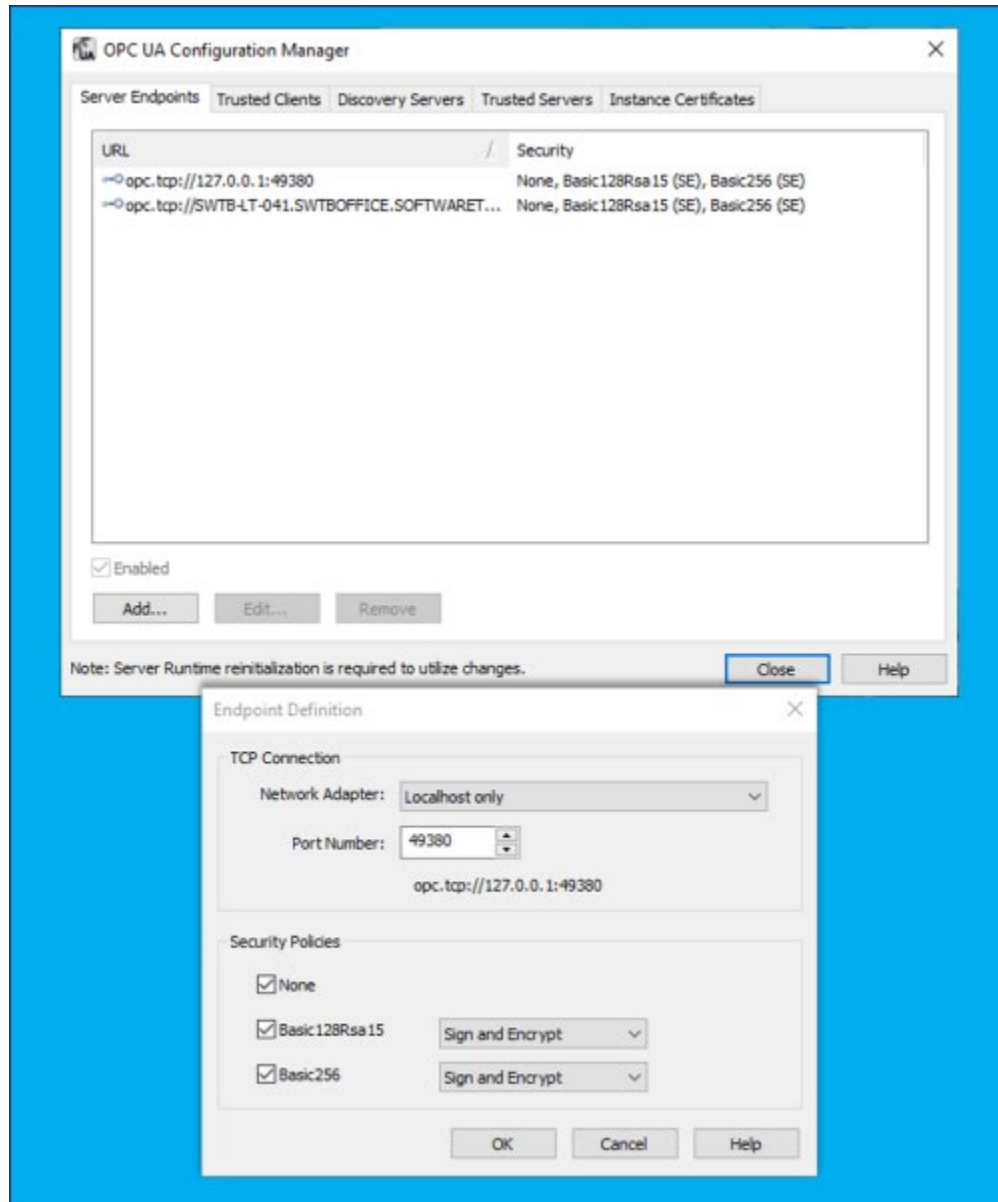 OPC UA Configuration Manager
Server Endpoints Trusted Clients Discovery Servers Trusted Servers Instance Certificates
URL / Security
opc.tcp://127.0.0.1:49380 None, Basic128Rsa15 (SE), Basic256 (SE)
opc.tcp://SWTB-LT-041.SWTBOFFICE.SOFTWARET... None, Basic128Rsa15 (SE), Basic256 (SE)
Enabled
Add... Edit... Remove
Note: Server Runtime reinitialization is required to utilize changes. Close Help
Endpoint Definition
TCP Connection
Network Adapter: Localhost only
Port Number: 49380
opc.tcp://127.0.0.1:49380
Security Policies
None
Basic128Rsa15 Sign and Encrypt
Basic256 Sign and Encrypt
OK Cancel Help